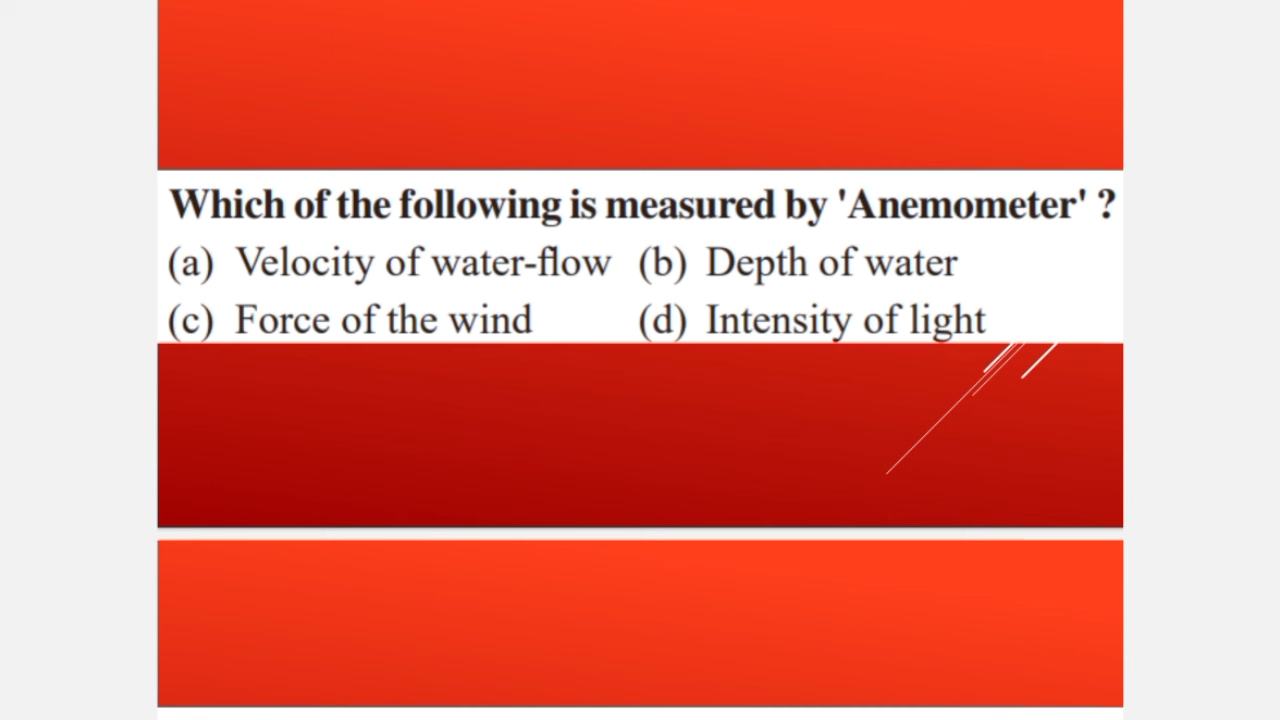 Which of the following is measured by 'Anemometer' ?
(a) Velocity of water-flow (b) Depth of water
(c) Force of the wind (d) Intensity of light